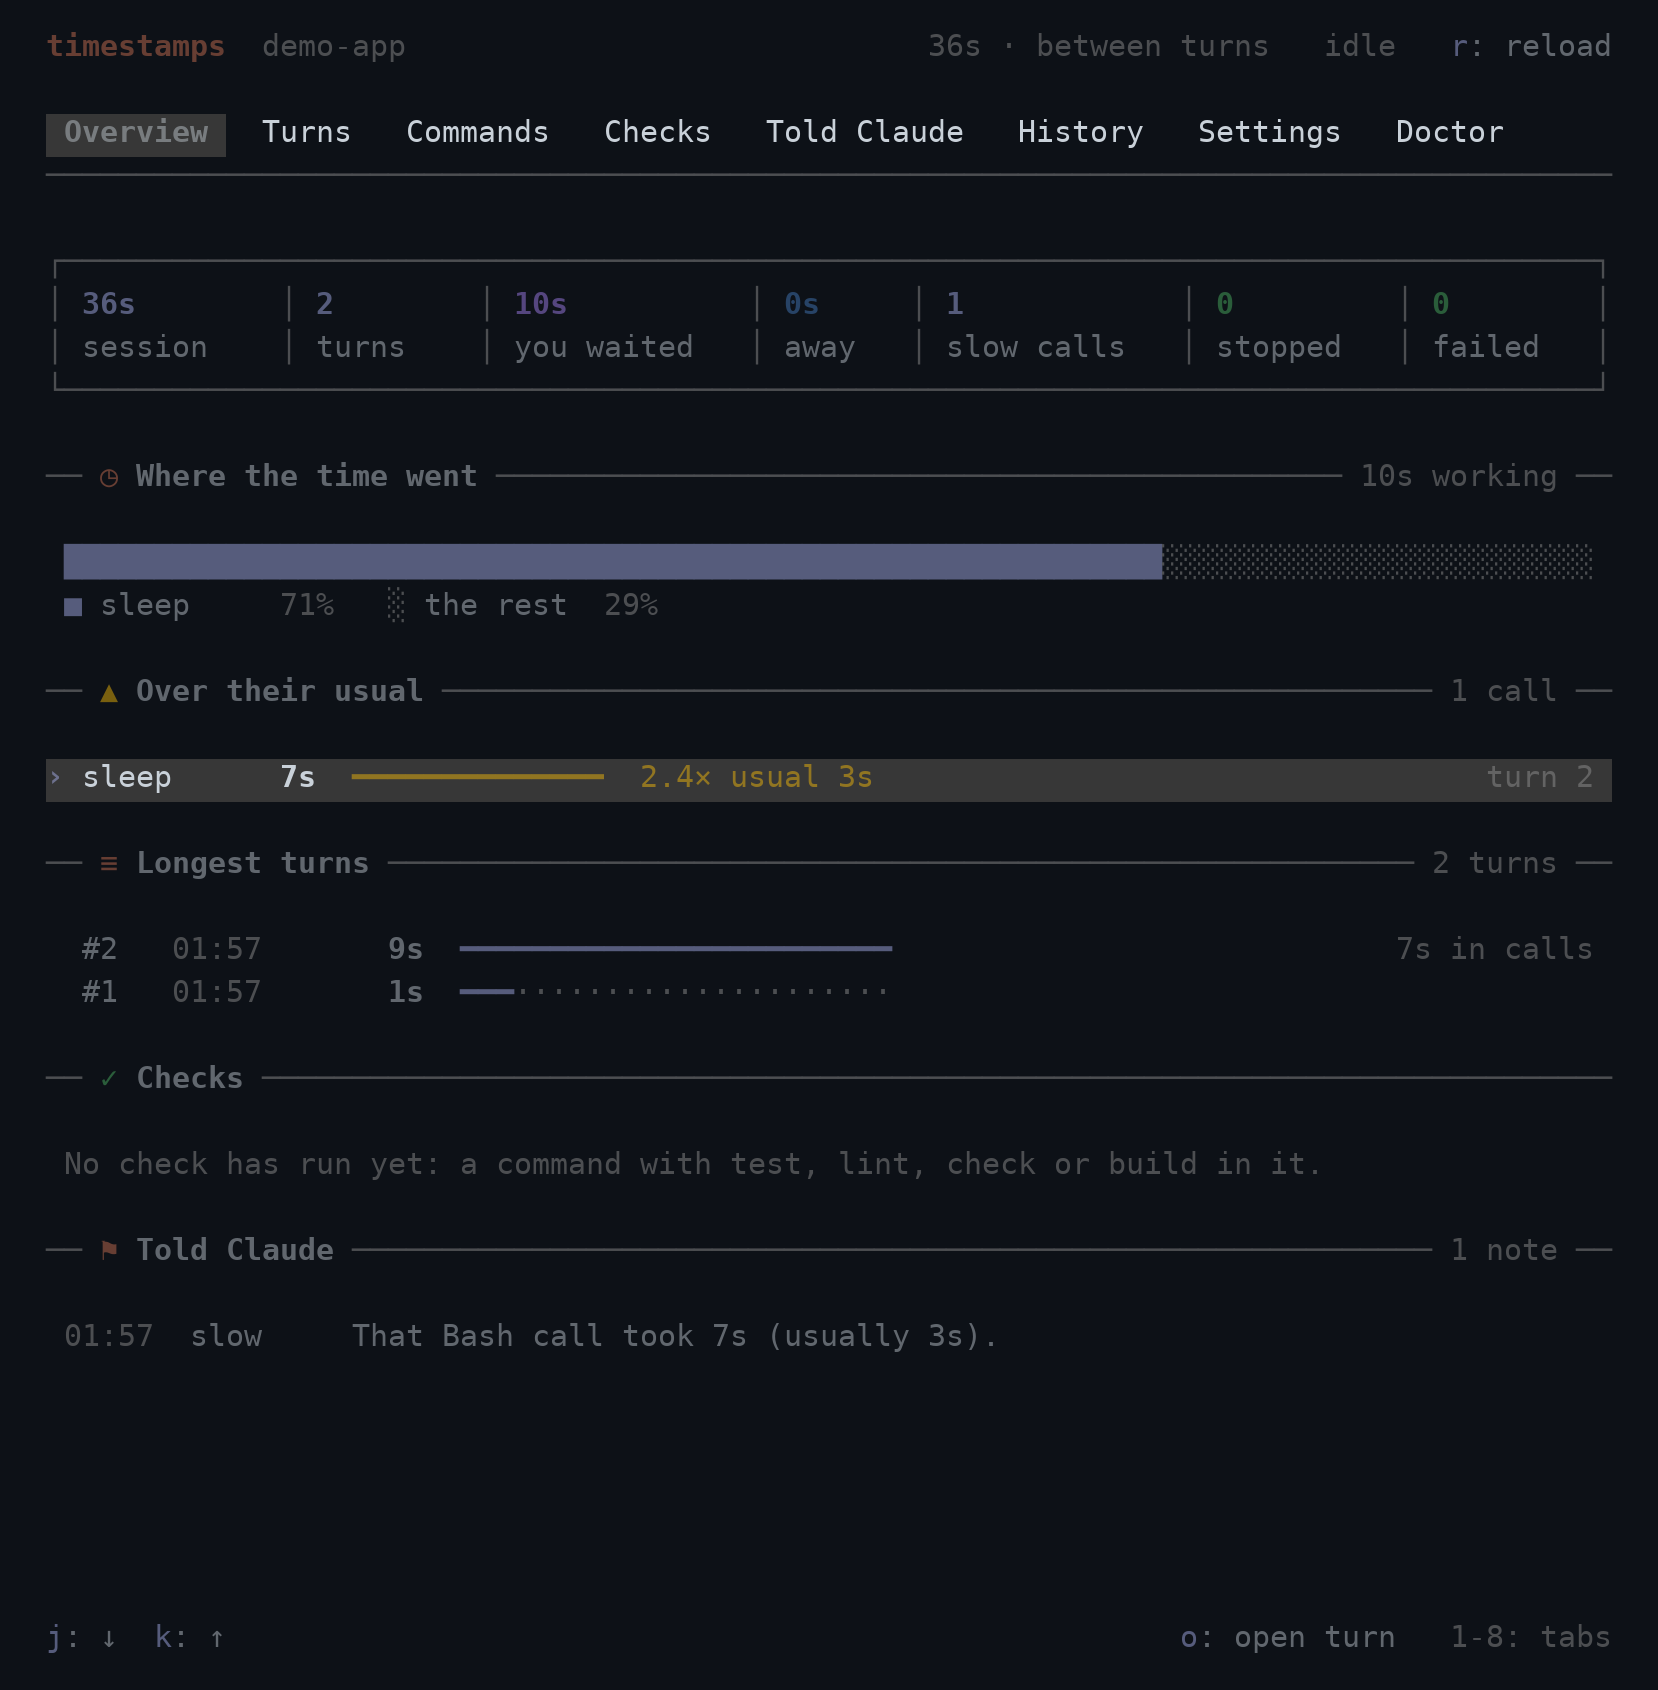 timestamps demo-app 36s · between turns idle r: reload
Overview Turns Commands Checks Told Claude History Settings Doctor
36s 2 10s 0s 1 0 0
session turns you waited away slow calls stopped failed
◷ Where the time went 10s working
■ sleep 71% ░ the rest 29%
▲ Over their usual 1 call
› sleep 7s 2.4× usual 3s turn 2
≡ Longest turns 2 turns
#2 01:57 9s 7s in calls
#1 01:57 1s
✓ Checks
No check has run yet: a command with test, lint, check or build in it.
⚑ Told Claude 1 note
01:57 slow That Bash call took 7s (usually 3s).
j: ↓ k: ↑ o: open turn 1-8: tabs